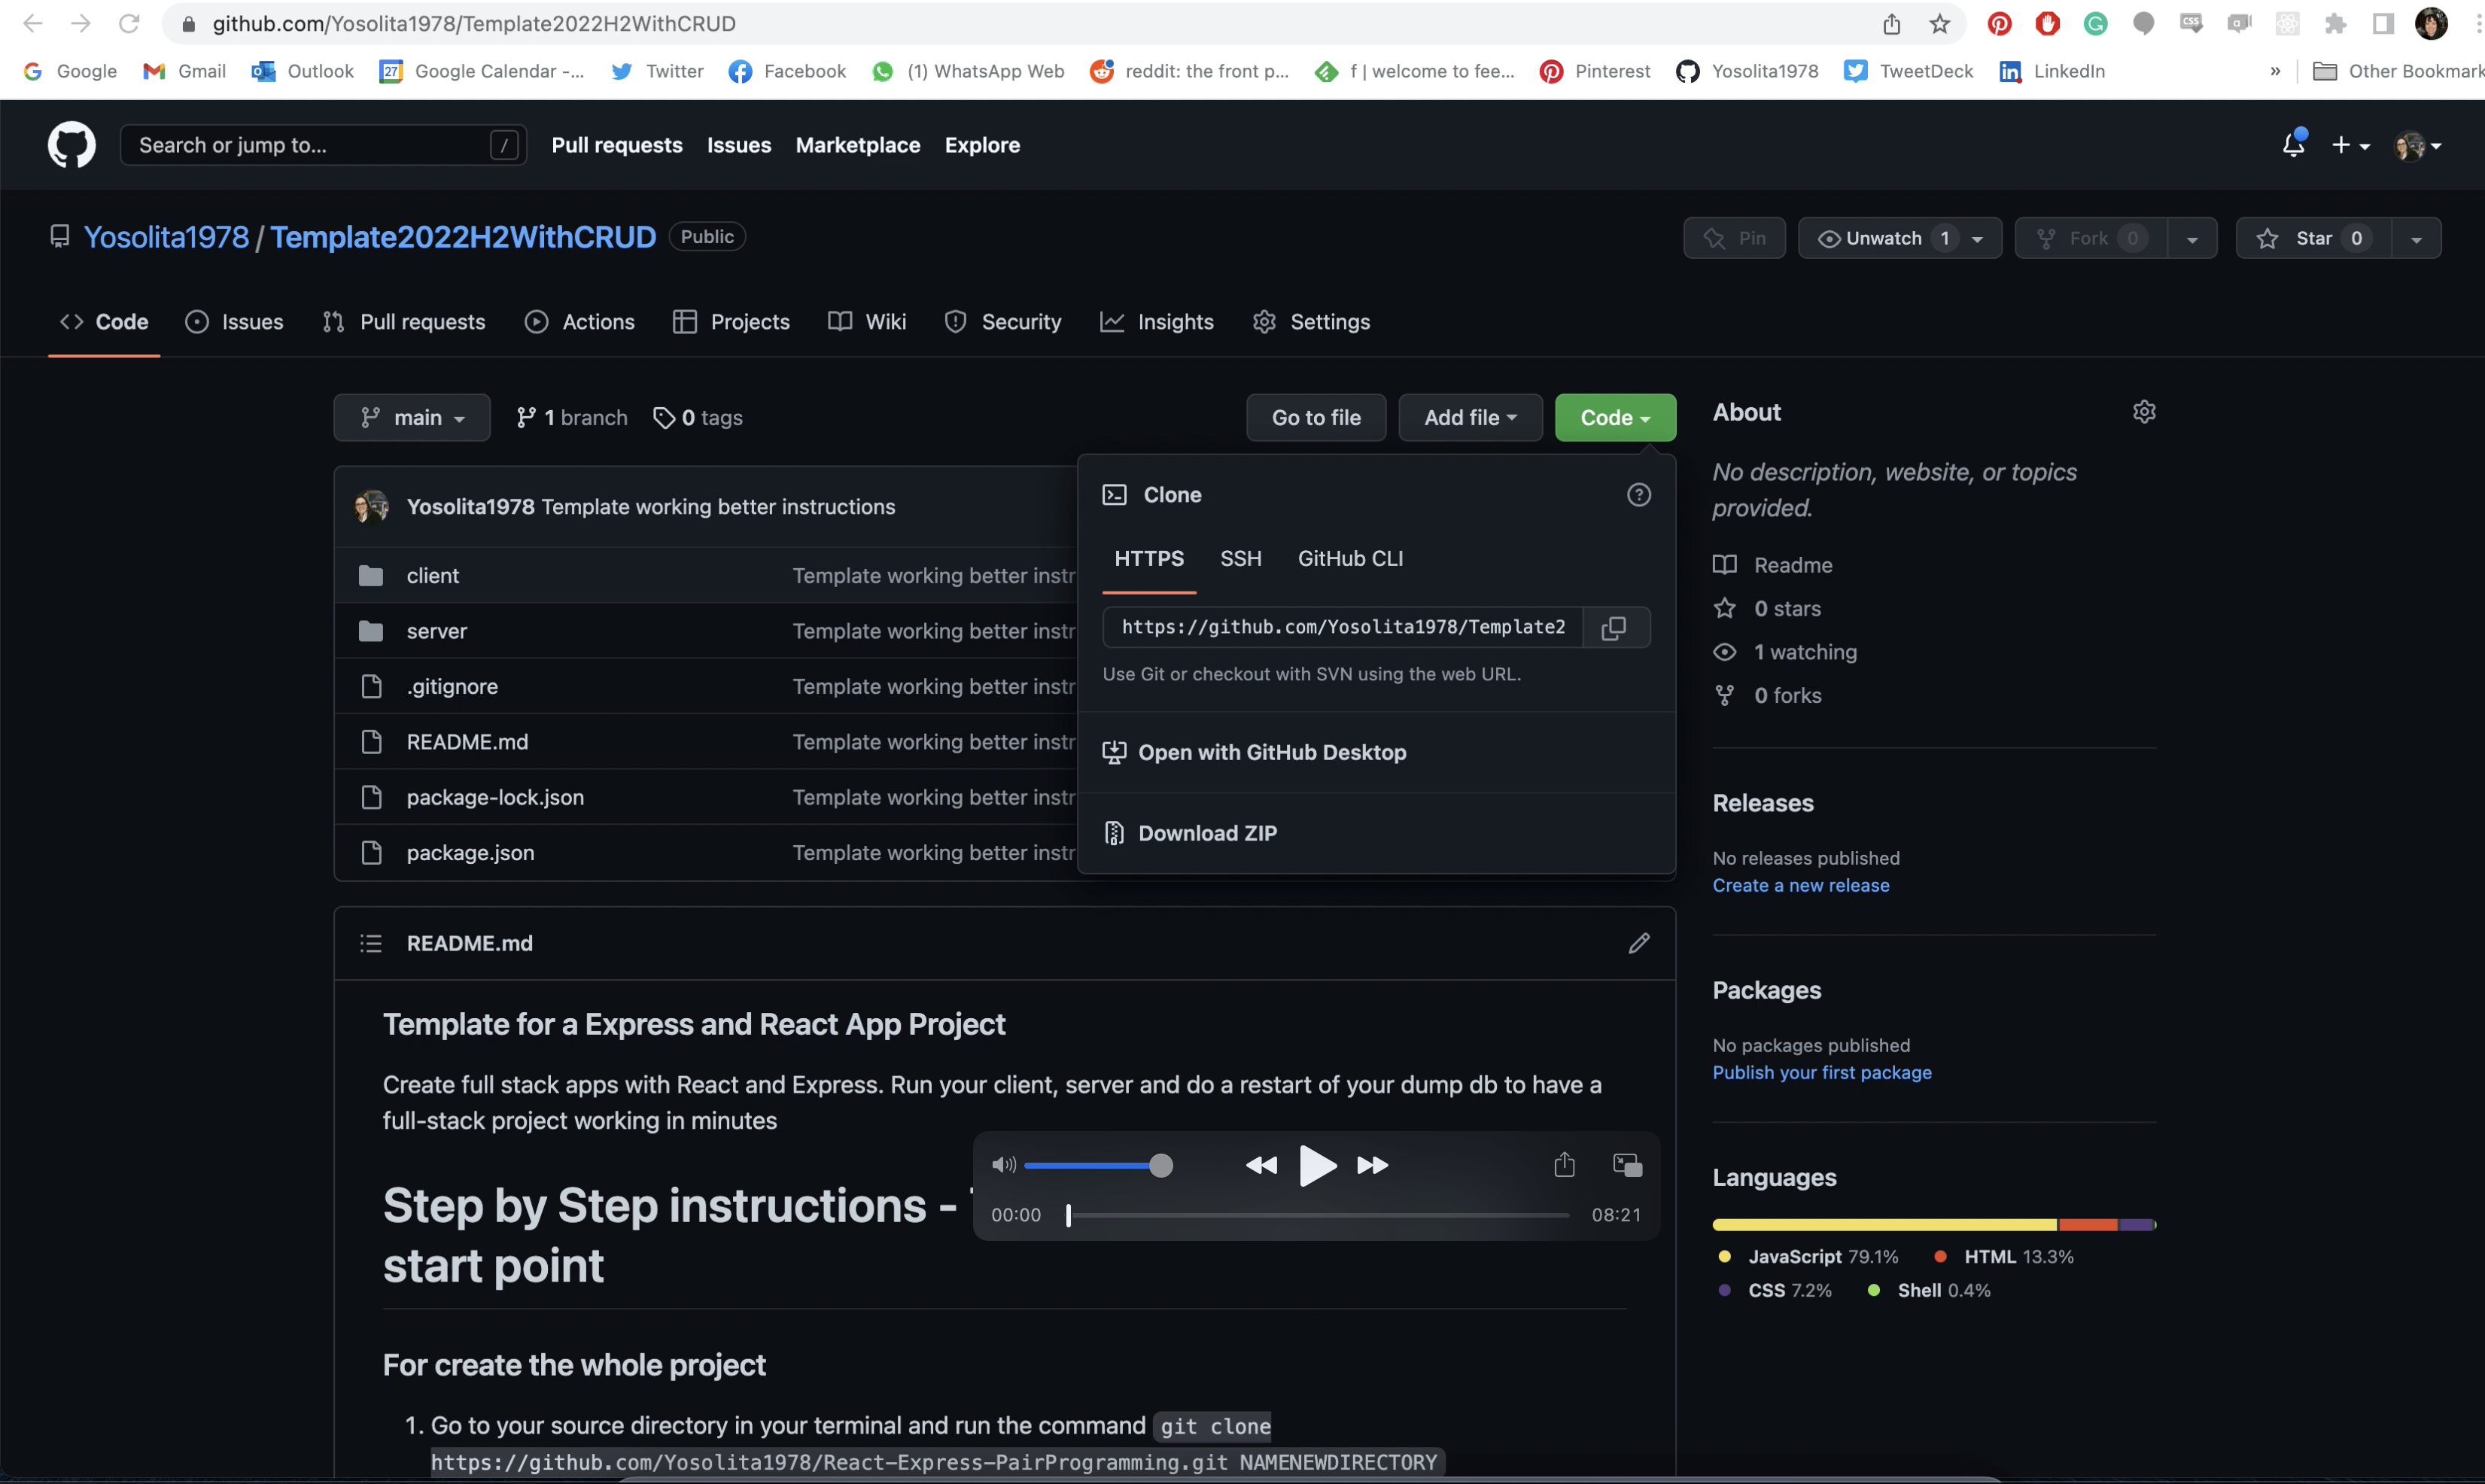 github.com/Yosolita1978/Template2022H2WithCRUD
Google Gmail Outlook 27 Google Calendar -... Twitter Facebook (1) WhatsApp Web reddit: the front p... f | welcome to fee... Pinterest Yosolita1978 TweetDeck in LinkedIn » Other Bookmark
Search or jump to... / Pull requests Issues Marketplace Explore
Yosolita1978 / Template2022H2WithCRUD Public Pin Unwatch 1 Fork 0 Star 0
Code Issues Pull requests Actions Projects Wiki Security Insights Settings
main 1 branch 0 tags Go to file Add file Code
Yosolita1978 Template working better instructions
client Template working better instr
server Template working better instr
.gitignore Template working better instr
README.md Template working better instr
package-lock.json Template working better instr
package.json Template working better instr
Clone
HTTPS SSH GitHub CLI
https://github.com/Yosolita1978/Template2
Use Git or checkout with SVN using the web URL.
Open with GitHub Desktop
Download ZIP
About
No description, website, or topics
provided.
Readme
0 stars
1 watching
0 forks
Releases
No releases published
Create a new release
Packages
No packages published
Publish your first package
Languages
JavaScript 79.1% HTML 13.3%
CSS 7.2% Shell 0.4%
README.md
Template for a Express and React App Project
Create full stack apps with React and Express. Run your client, server and do a restart of your dump db to have a
full-stack project working in minutes
Step by Step instructions -
start point
00:00 08:21
For create the whole project
1. Go to your source directory in your terminal and run the command git clone
https://github.com/Yosolita1978/React-Express-PairProgramming.git NAMENEWDIRECTORY